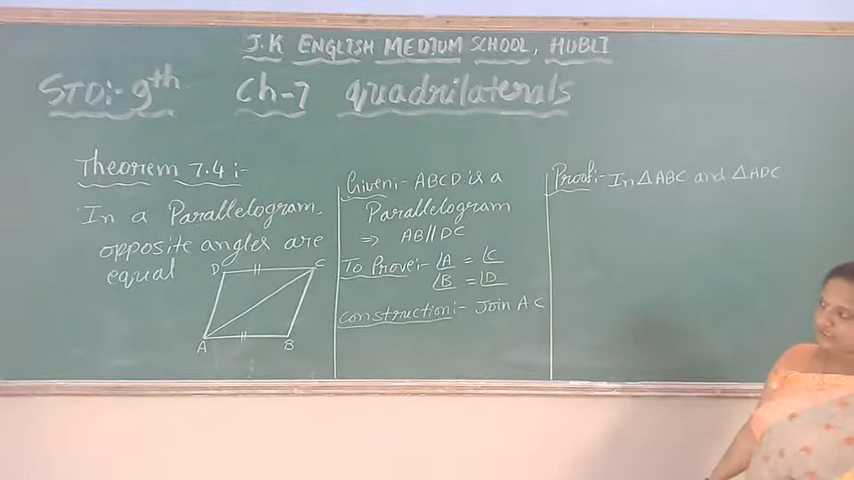 J.K ENGLISH MEDIUM SCHOOL, HUBLI
STD:- 9th Ch-7 quadrilaterals
Theorem 7.4 :-
In a Parallelogram.
opposite angles are
equal
D C
A B
Given:- ABCD is a
Parallelogram
⇒ AB || DC
To Prove:- ∠A = ∠C
∠B = ∠D
Construction:- Join AC
Proof:- In △ABC and △ADC